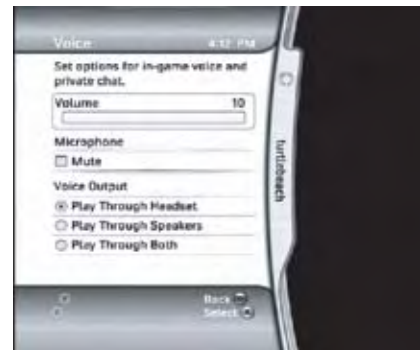 Voice 4:12 PM
Set options for in-game voice and
private chat.
Volume 10
Microphone
Mute
Voice Output
Play Through Headset
Play Through Speakers
Play Through Both
Back
Select
turtlebeach